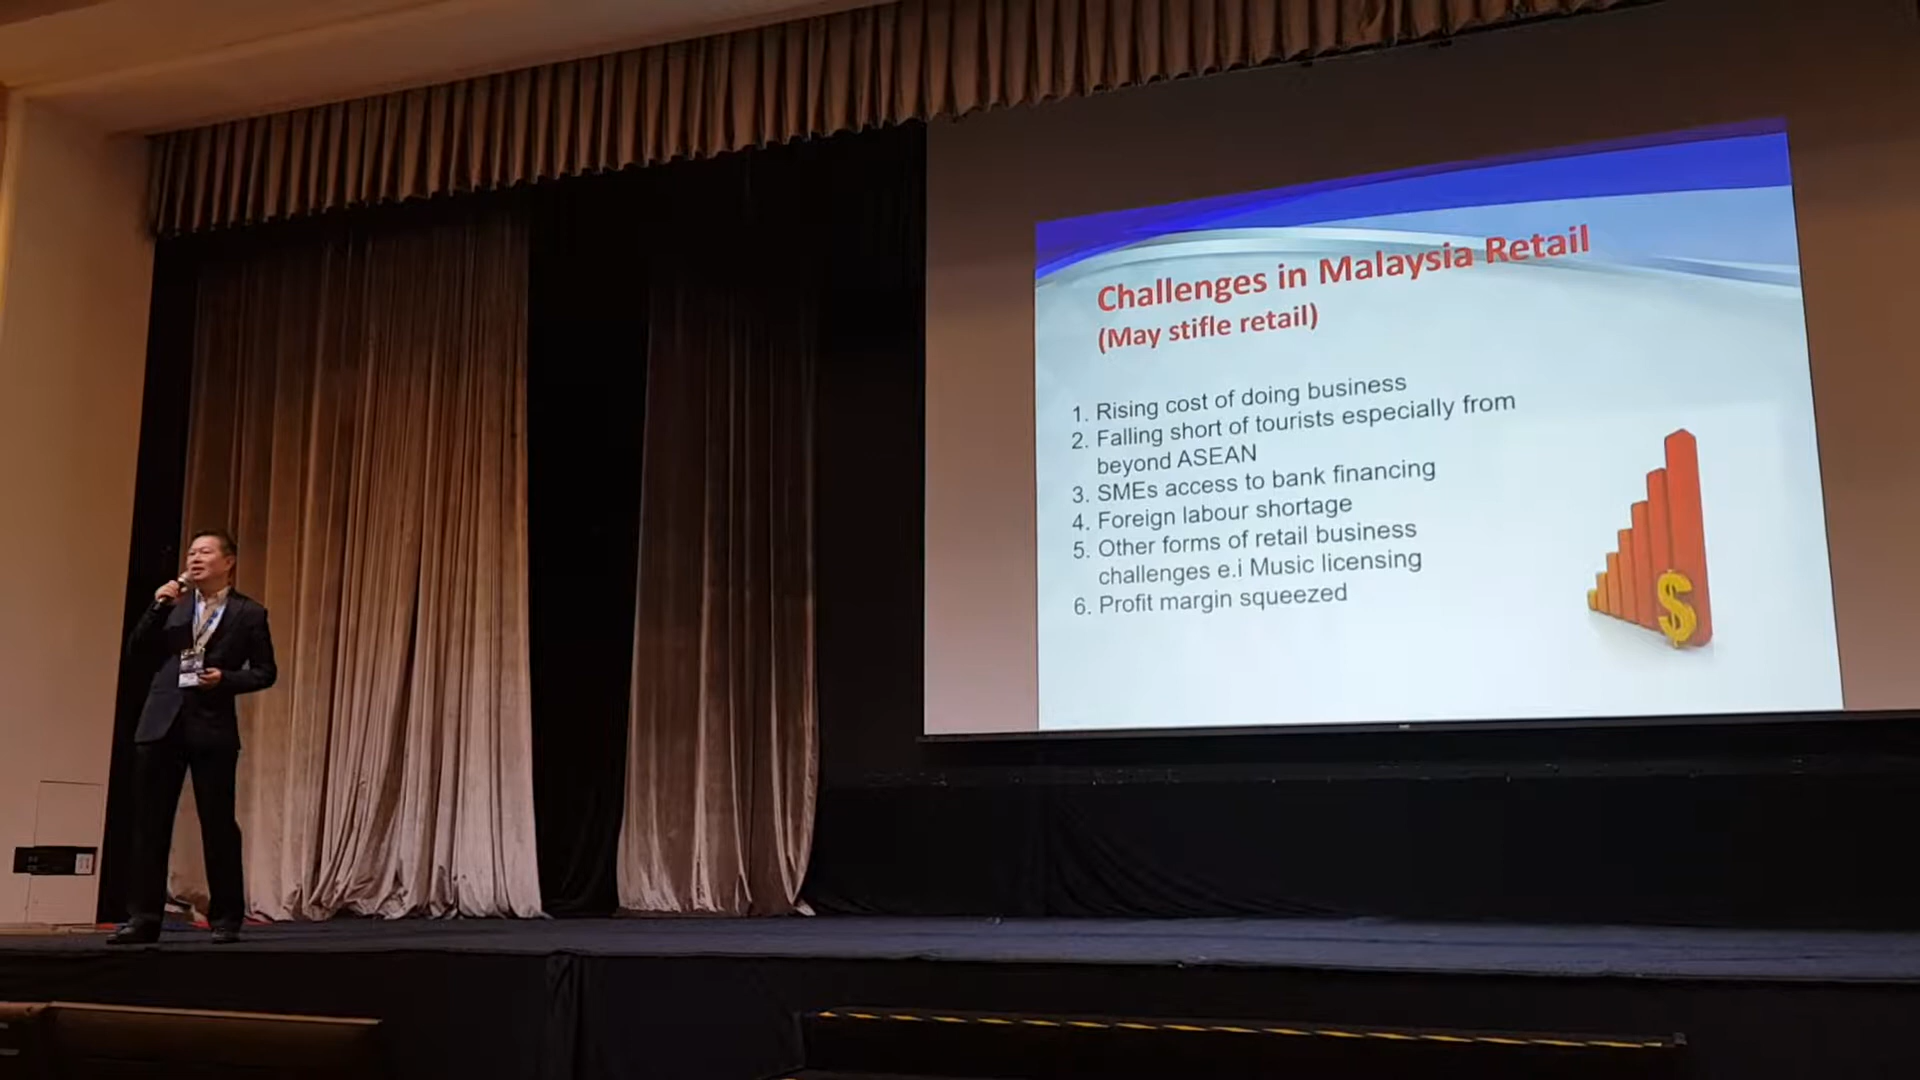 Challenges in Malaysia Retail
(May stifle retail)
1. Rising cost of doing business
2. Falling short of tourists especially from
beyond ASEAN
3. SMEs access to bank financing
4. Foreign labour shortage
5. Other forms of retail business
challenges e.i Music licensing
6. Profit margin squeezed
$